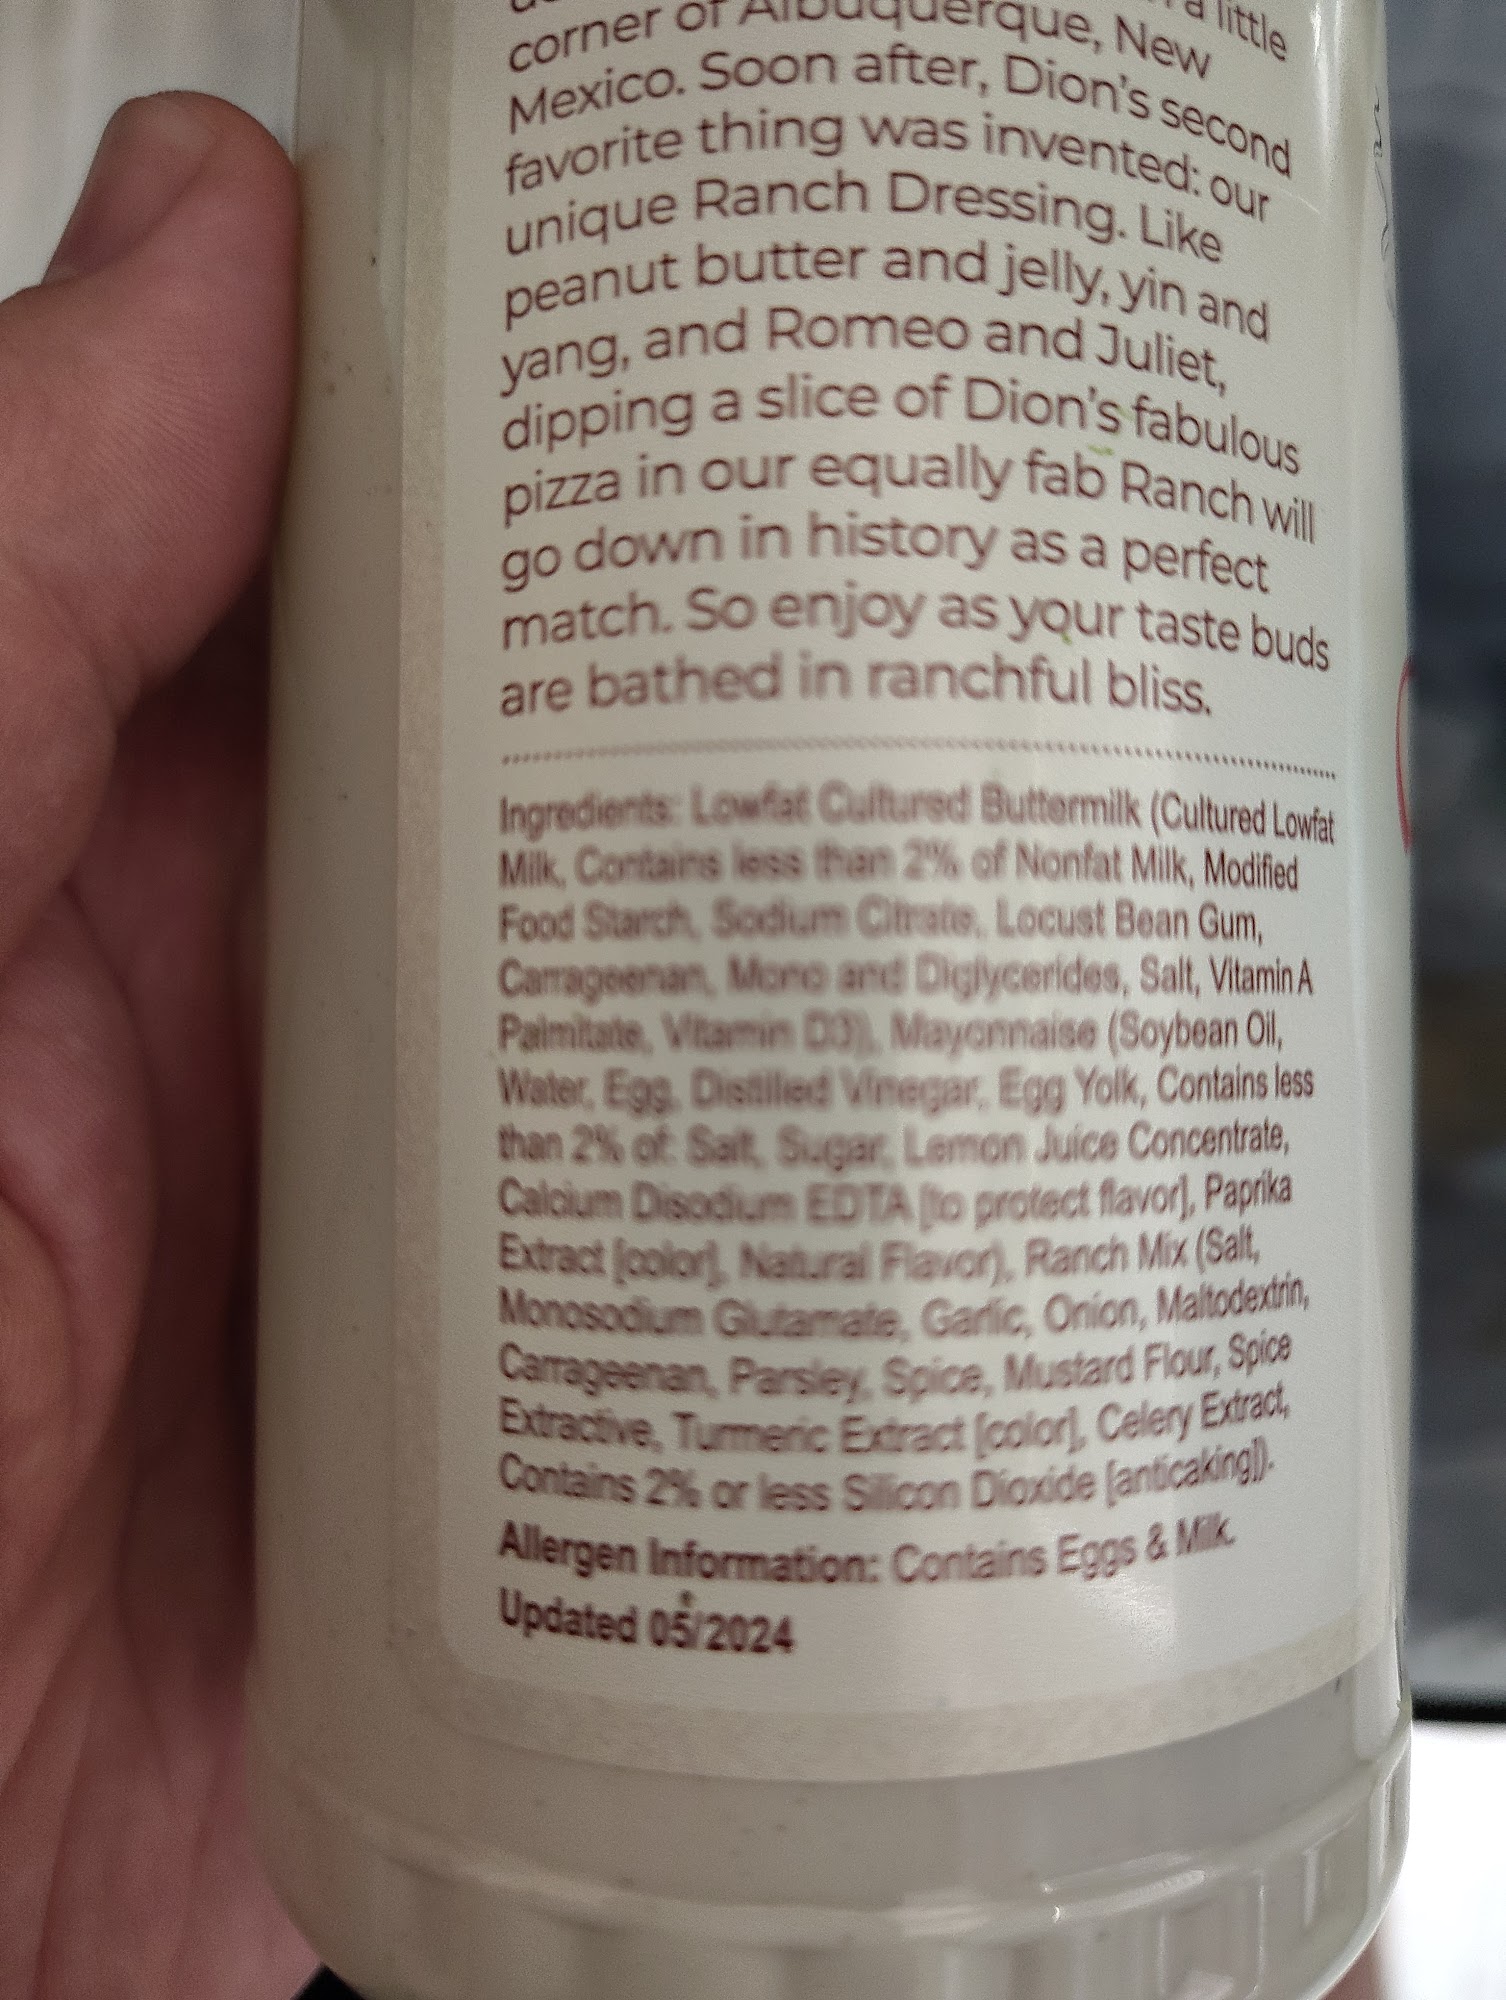 a little
corner of Albuquerque, New
Mexico. Soon after, Dion's second
favorite thing was invented: our
unique Ranch Dressing. Like
peanut butter and jelly, yin and
yang, and Romeo and Juliet,
dipping a slice of Dion's fabulous
pizza in our equally fab Ranch will
go down in history as a perfect
match. So enjoy as your taste buds
are bathed in ranchful bliss.
Ingredients: Lowfat Cultured Buttermilk (Cultured Lowfat
Milk, Contains less than 2% of Nonfat Milk, Modified
Food Starch, Sodium Citrate, Locust Bean Gum,
Carrageenan, Mono and Diglycerides, Salt, Vitamin A
Palmitate, Vitamin D3), Mayonnaise (Soybean Oil,
Water, Egg, Distilled Vinegar, Egg Yolk, Contains less
than 2% of: Salt, Sugar, Lemon Juice Concentrate,
Calcium Disodium EDTA [to protect flavor], Paprika
Extract [color], Natural Flavor), Ranch Mix (Salt,
Monosodium Glutamate, Garlic, Onion, Maltodextrin,
Carrageenan, Parsley, Spice, Mustard Flour, Spice
Extractive, Turmeric Extract [color], Celery Extract,
Contains 2% or less Silicon Dioxide [anticaking]).
Allergen Information: Contains Eggs & Milk.
Updated 05/2024